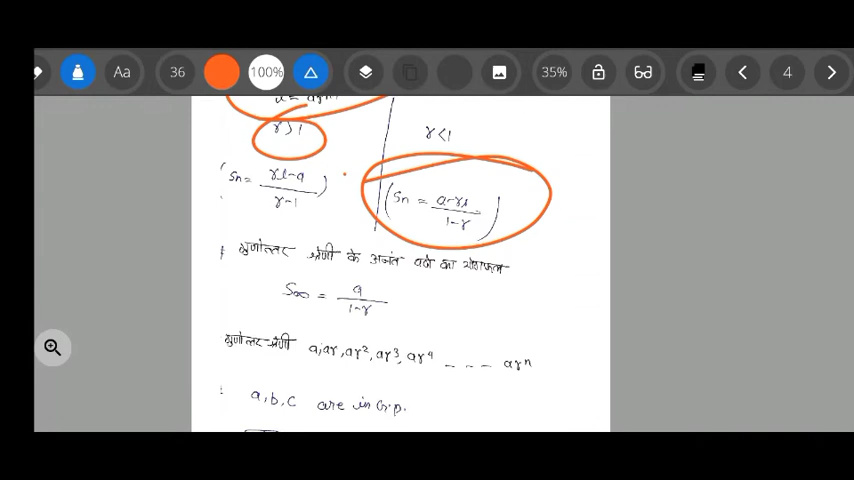 Aa 36 100% 35% 4
r>1
r<1
(Sn = rl-a/r-1)
(Sn = a-rl/1-r)
गुणोत्तर श्रेणी के अनंत पदों का योगफल
S∞ = a/1-r
गुणोत्तर श्रेणी a, ar, ar², ar³, ar⁴ - - - arⁿ
a, b, c are in G.p.